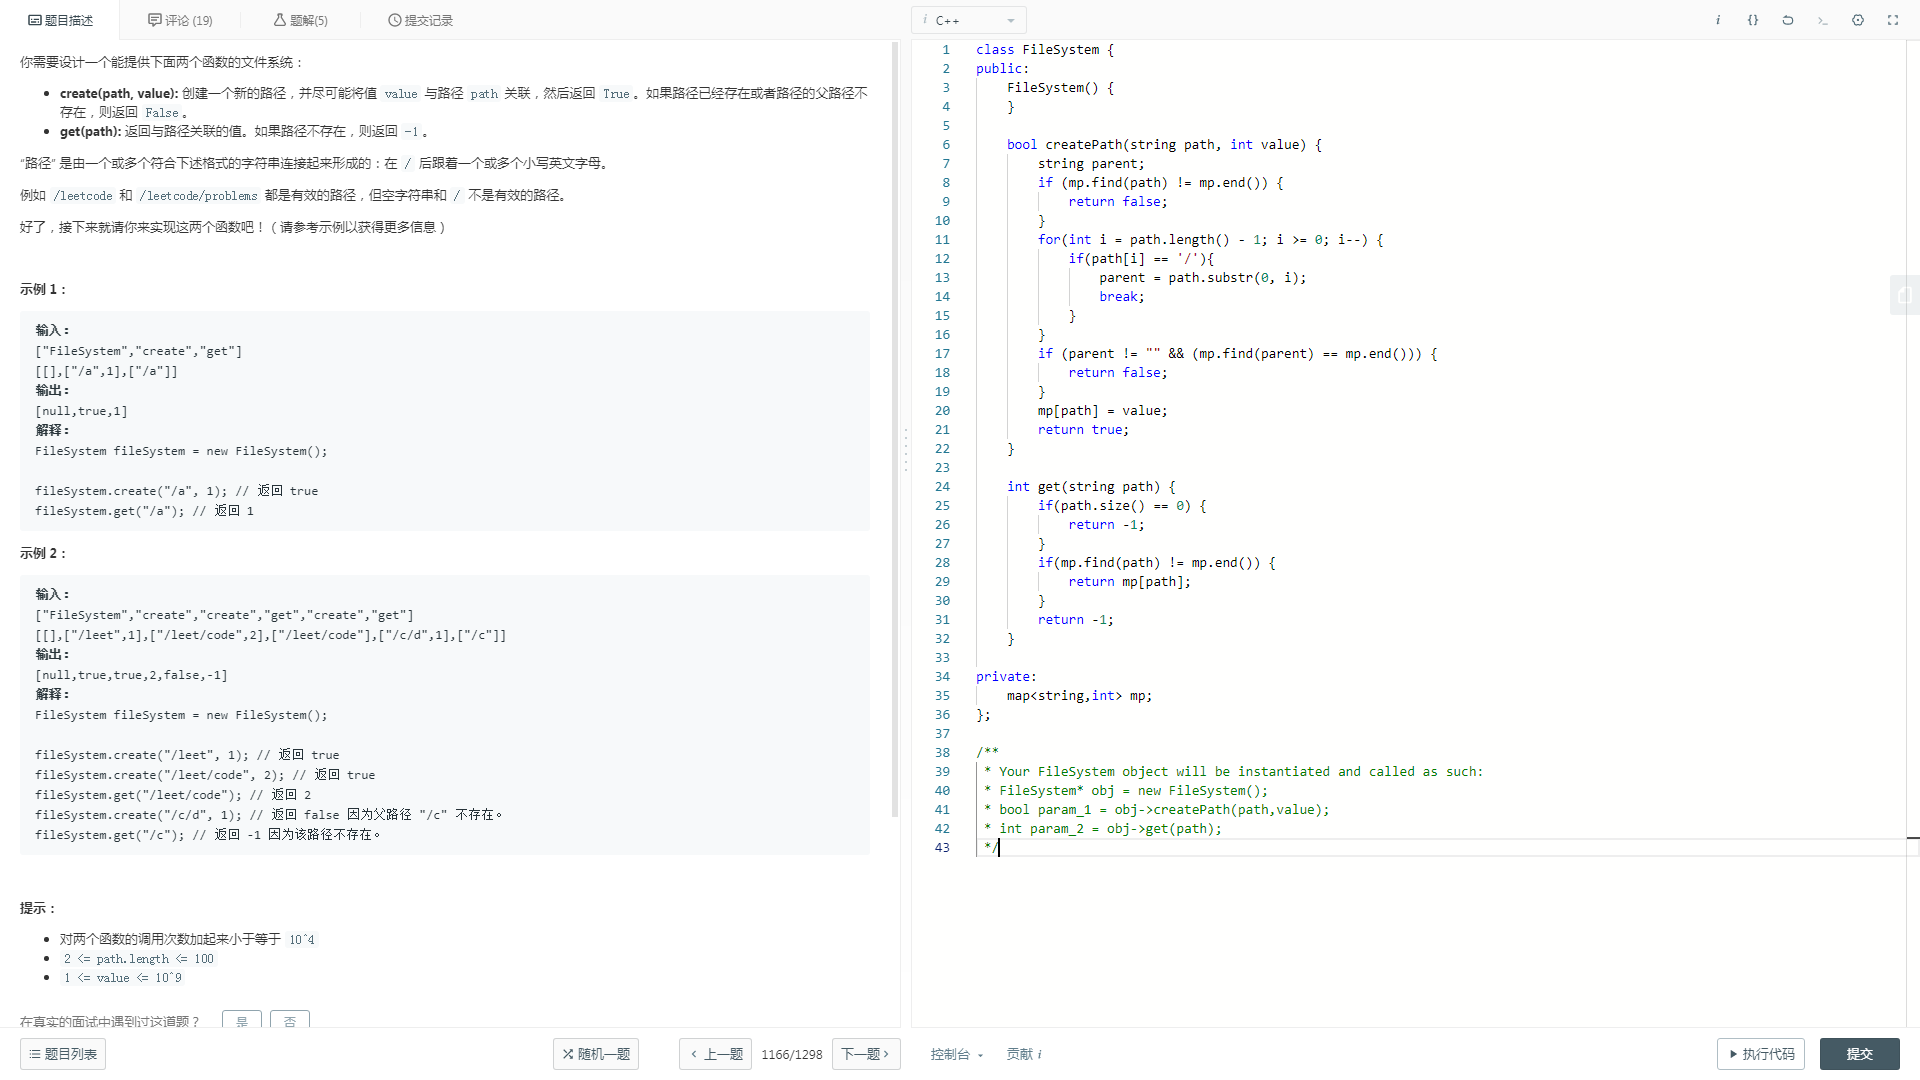 题目描述
评论 (19)
题解(5)
提交记录
你需要设计一个能提供下面两个函数的文件系统：
create(path, value): 创建一个新的路径，并尽可能将值 value 与路径 path 关联，然后返回 True。如果路径已经存在或者路径的父路径不
存在，则返回 False。
get(path): 返回与路径关联的值。如果路径不存在，则返回 -1。
“路径” 是由一个或多个符合下述格式的字符串连接起来形成的：在 / 后跟着一个或多个小写英文字母。
例如 /leetcode 和 /leetcode/problems 都是有效的路径，但空字符串和 / 不是有效的路径。
好了，接下来就请你来实现这两个函数吧！（请参考示例以获得更多信息）
示例 1：
输入：
["FileSystem","create","get"]
[[],["/a",1],["/a"]]
输出：
[null,true,1]
解释：
FileSystem fileSystem = new FileSystem();
fileSystem.create("/a", 1); // 返回 true
fileSystem.get("/a"); // 返回 1
示例 2：
输入：
["FileSystem","create","create","get","create","get"]
[[],["/leet",1],["/leet/code",2],["/leet/code"],["/c/d",1],["/c"]]
输出：
[null,true,true,2,false,-1]
解释：
FileSystem fileSystem = new FileSystem();
fileSystem.create("/leet", 1); // 返回 true
fileSystem.create("/leet/code", 2); // 返回 true
fileSystem.get("/leet/code"); // 返回 2
fileSystem.create("/c/d", 1); // 返回 false 因为父路径 "/c" 不存在。
fileSystem.get("/c"); // 返回 -1 因为该路径不存在。
提示：
对两个函数的调用次数加起来小于等于 10^4
2 <= path.length <= 100
1 <= value <= 10^9
在真实的面试中遇到过这道题？ 是 否
题目列表
随机一题
上一题
1166/1298
下一题
i C++
i {}
1 class FileSystem {
2 public:
3 FileSystem() {
4 }
5
6 bool createPath(string path, int value) {
7 string parent;
8 if (mp.find(path) != mp.end()) {
9 return false;
10 }
11 for(int i = path.length() - 1; i >= 0; i--) {
12 if(path[i] == '/'){
13 parent = path.substr(0, i);
14 break;
15 }
16 }
17 if (parent != "" && (mp.find(parent) == mp.end())) {
18 return false;
19 }
20 mp[path] = value;
21 return true;
22 }
23
24 int get(string path) {
25 if(path.size() == 0) {
26 return -1;
27 }
28 if(mp.find(path) != mp.end()) {
29 return mp[path];
30 }
31 return -1;
32 }
33
34 private:
35 map<string,int> mp;
36 };
37
38 /**
39 * Your FileSystem object will be instantiated and called as such:
40 * FileSystem* obj = new FileSystem();
41 * bool param_1 = obj->createPath(path,value);
42 * int param_2 = obj->get(path);
43 */
控制台
贡献 i
执行代码
提交